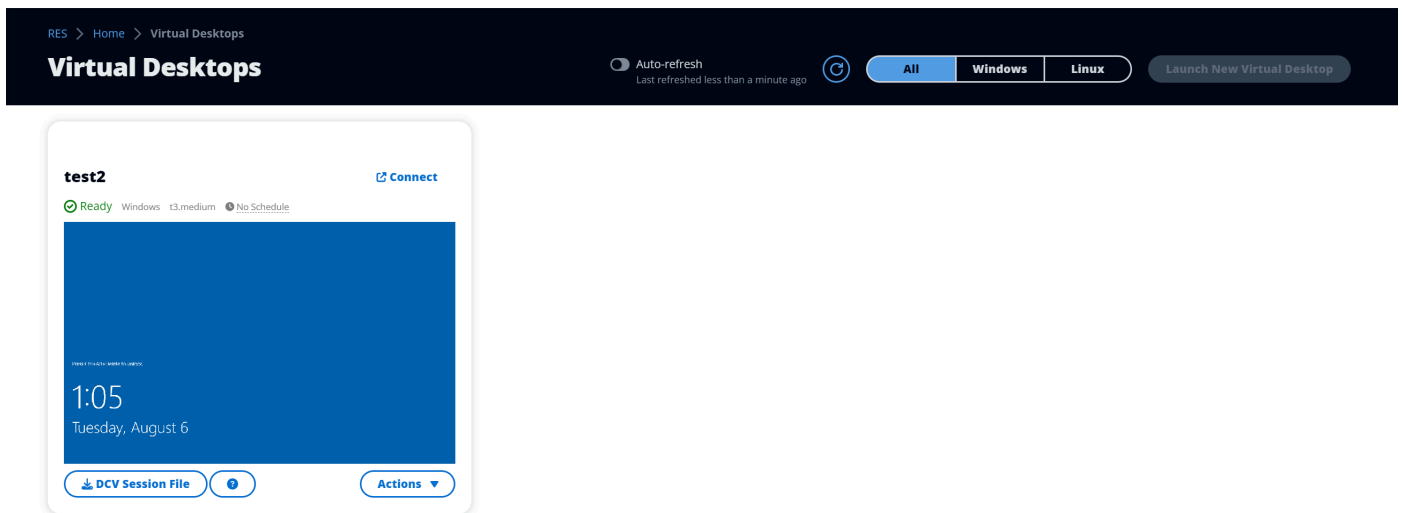 RES > Home > Virtual Desktops
Virtual Desktops
Auto-refresh
Last refreshed less than a minute ago
All
Windows
Linux
Launch New Virtual Desktop
test2
Connect
Ready Windows t3.medium No Schedule
1:05
Tuesday, August 6
DCV Session File
?
Actions